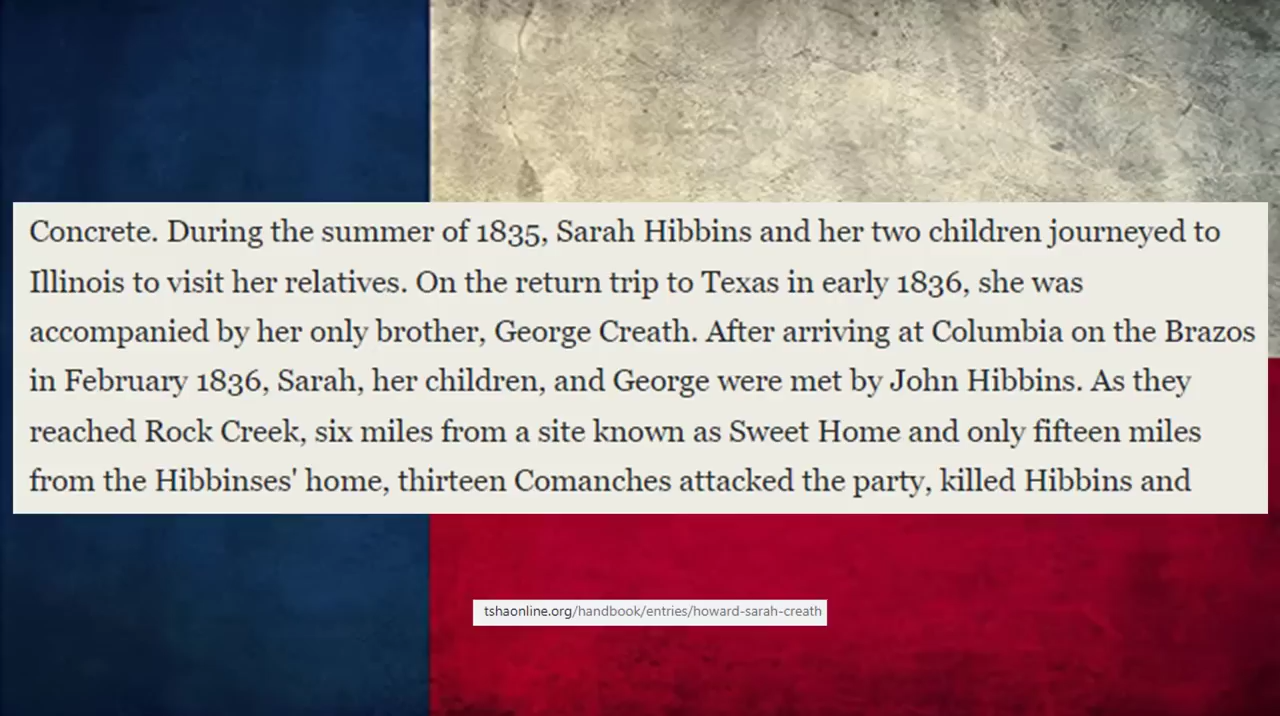 Concrete. During the summer of 1835, Sarah Hibbins and her two children journeyed to
Illinois to visit her relatives. On the return trip to Texas in early 1836, she was
accompanied by her only brother, George Creath. After arriving at Columbia on the Brazos
in February 1836, Sarah, her children, and George were met by John Hibbins. As they
reached Rock Creek, six miles from a site known as Sweet Home and only fifteen miles
from the Hibbinses' home, thirteen Comanches attacked the party, killed Hibbins and
tshaonline.org/handbook/entries/howard-sarah-creath